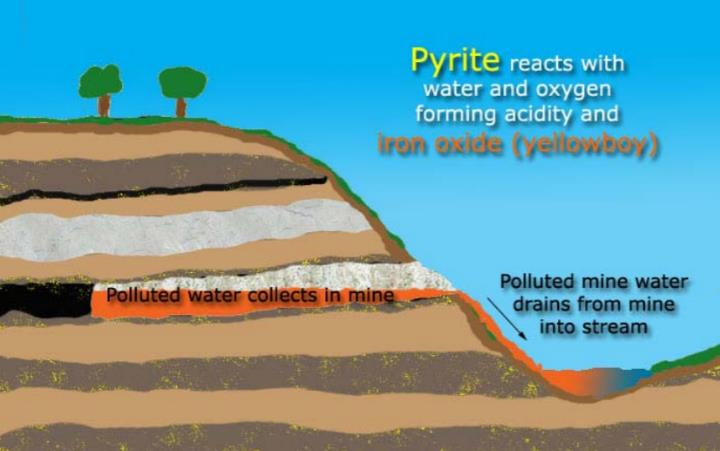 Pyrite reacts with
water and oxygen
forming acidity and
iron oxide (yellowboy)
Polluted water collects in mine
Polluted mine water
drains from mine
into stream